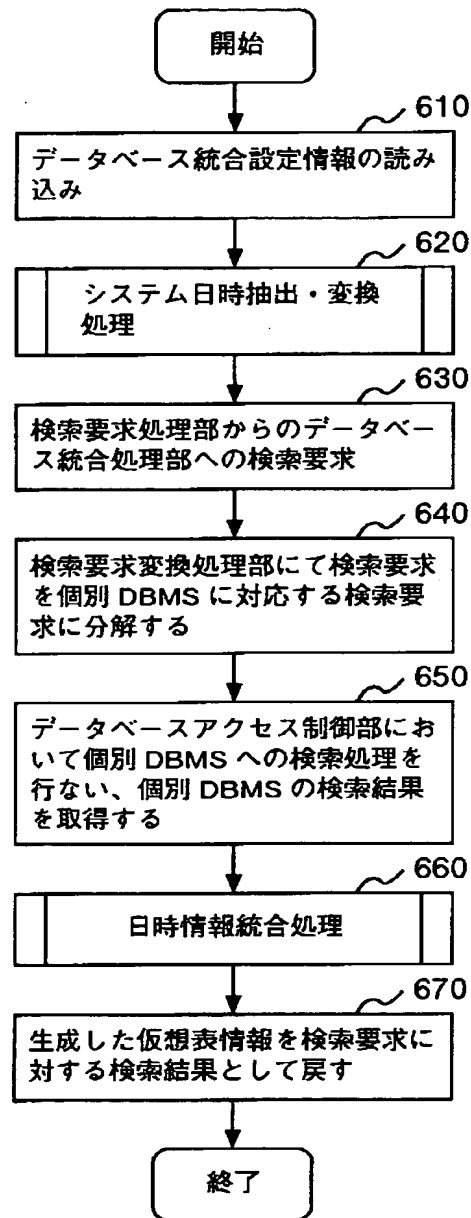 開始
610
データベース統合設定情報の読み
込み
620
システム日時抽出・変換
処理
630
検索要求処理部からのデータベー
ス統合処理部への検索要求
640
検索要求変換処理部にて検索要求
を個別 DBMS に対応する検索要
求に分解する
650
データベースアクセス制御部にお
いて個別 DBMS への検索処理を
行ない、個別 DBMS の検索結果
を取得する
660
日時情報統合処理
670
生成した仮想表情報を検索要求に
対する検索結果として戻す
終了